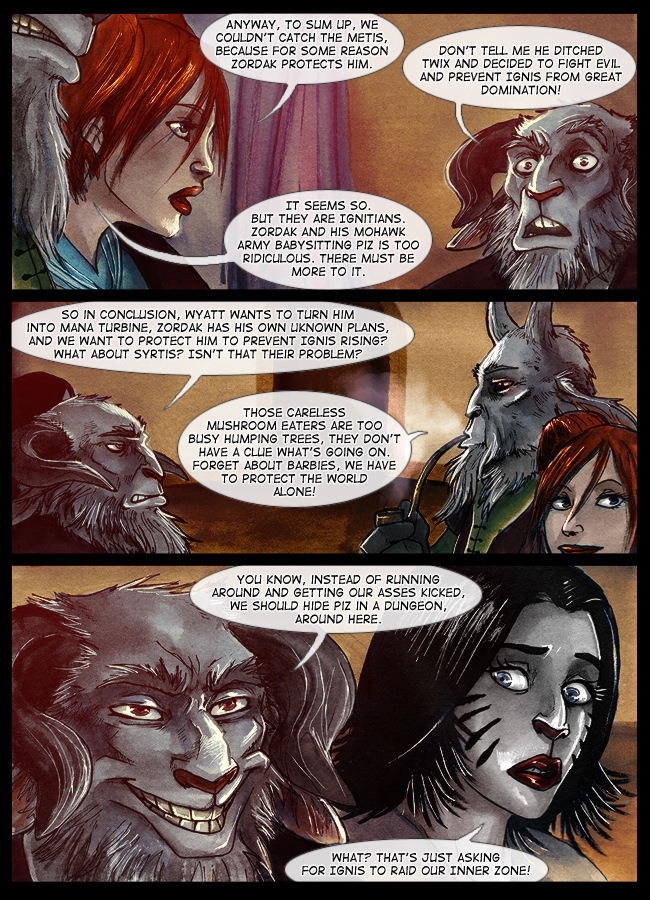 ANYWAY, TO SUM UP, WE
COULDN'T CATCH THE METIS,
BECAUSE FOR SOME REASON
ZORDAK PROTECTS HIM.
DON'T TELL ME HE DITCHED
TWIX AND DECIDED TO FIGHT EVIL
AND PREVENT IGNIS FROM GREAT
DOMINATION!
IT SEEMS SO.
BUT THEY ARE IGNITIANS.
ZORDAK AND HIS MOHAWK
ARMY BABYSITTING PIZ IS TOO
RIDICULOUS. THERE MUST BE
MORE TO IT.
SO IN CONCLUSION, WYATT WANTS TO TURN HIM
INTO MANA TURBINE, ZORDAK HAS HIS OWN UKNOWN PLANS,
AND WE WANT TO PROTECT HIM TO PREVENT IGNIS RISING?
WHAT ABOUT SYRTIS? ISN'T THAT THEIR PROBLEM?
THOSE CARELESS
MUSHROOM EATERS ARE TOO
BUSY HUMPING TREES, THEY DON'T
HAVE A CLUE WHAT'S GOING ON.
FORGET ABOUT BARBIES, WE HAVE
TO PROTECT THE WORLD
ALONE!
YOU KNOW, INSTEAD OF RUNNING
AROUND AND GETTING OUR ASSES KICKED,
WE SHOULD HIDE PIZ IN A DUNGEON,
AROUND HERE.
WHAT? THAT'S JUST ASKING
FOR IGNIS TO RAID OUR INNER ZONE!